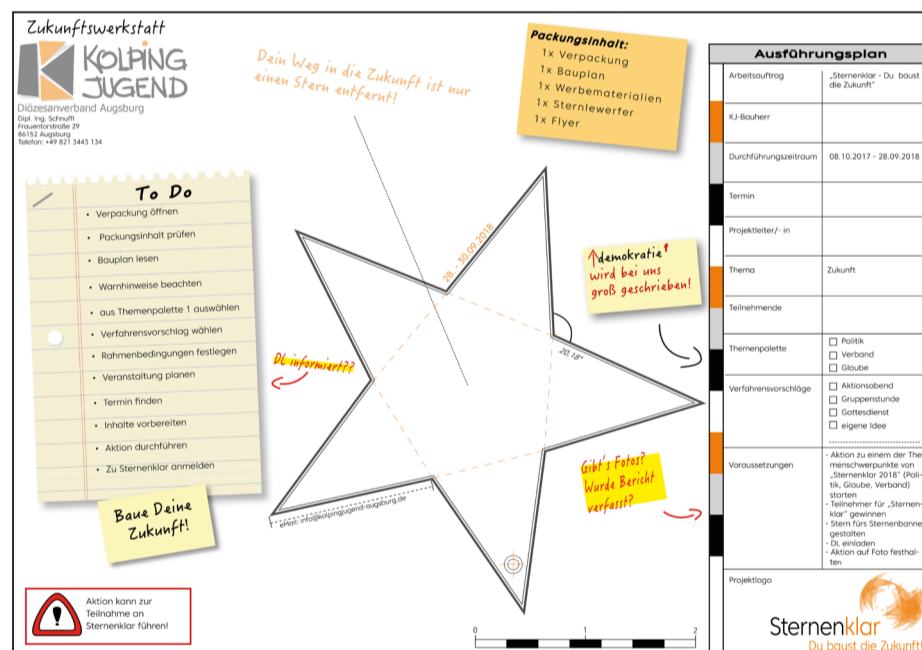 Zukunftswerkstatt
KOLPING
JUGEND
Diözesanverband Augsburg
Dipl. Ing. Schnuffi
Frauentorstraße 29
86152 Augsburg
Telefon: +49 821 3443 134
Dein Weg in die Zukunft ist nur
einen Stern entfernt!
Packungsinhalt:
1x Verpackung
1x Bauplan
1x Werbematerialien
1x Sternlewerfer
1x Flyer
To Do
• Verpackung öffnen
• Packungsinhalt prüfen
• Bauplan lesen
• Warnhinweise beachten
• aus Themenpalette 1 auswählen
• Verfahrensvorschlag wählen
• Rahmenbedingungen festlegen
• Veranstaltung planen
• Termin finden
• Inhalte vorbereiten
• Aktion durchführen
• Zu Sternenklar anmelden
Baue Deine
Zukunft!
Aktion kann zur
Teilnahme an
Sternenklar führen!
28. - 30.09.2018
20,18°
DL informiert??
eMail: info@kolpingjugend-augsburg.de
demokratie
wird bei uns
groß geschrieben!
Gibt's Fotos?
Wurde Bericht
verfasst?
0 1 2
Ausführungsplan
Arbeitsauftrag
„Sternenklar - Du baust
die Zukunft"
KJ-Bauherr
Durchführungszeitraum
08.10.2017 - 28.09.2018
Termin
Projektleiter/- in
Thema
Zukunft
Teilnehmende
Themenpalette
Politik
Verband
Glaube
Verfahrensvorschläge
Aktionsabend
Gruppenstunde
Gottesdienst
eigene Idee
Voraussetzungen
- Aktion zu einem der The
menschwerpunkte von
„Sternenklar 2018" (Poli-
tik, Glaube, Verband)
starten
- Teilnehmer für „Sternen-
klar" gewinnen
- Stern fürs Sternenbanne
gestalten
- DL einladen
- Aktion auf Foto festhal-
ten
Projektlogo
Sternenklar
Du baust die Zukunft!